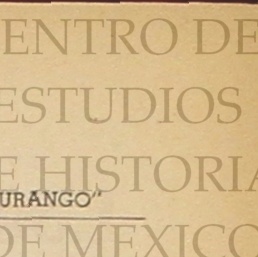 ENTRO DE
ESTUDIOS
E HISTORIA
URANGO"
DE MEXICO